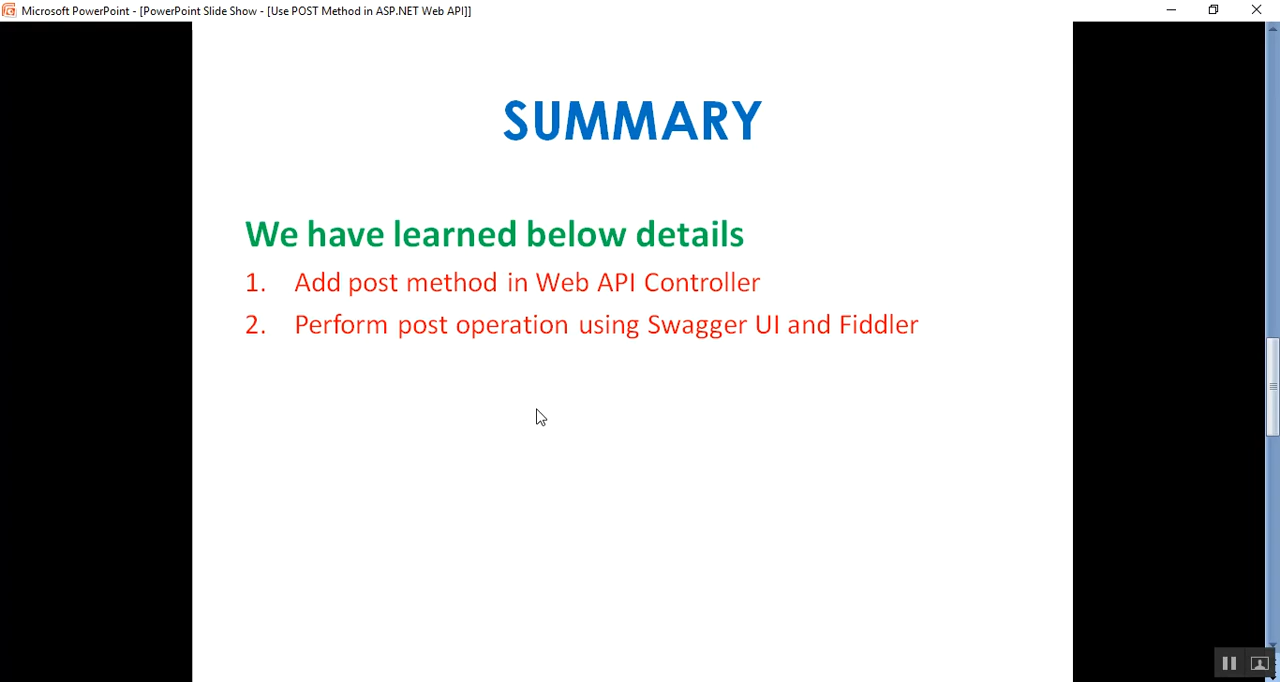 Microsoft PowerPoint - [PowerPoint Slide Show - [Use POST Method in ASP.NET Web API]]
SUMMARY
We have learned below details
1. Add post method in Web API Controller
2. Perform post operation using Swagger UI and Fiddler